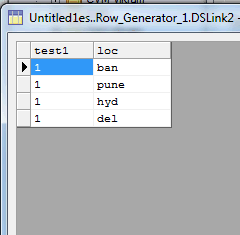 Untitled1es..Row_Generator_1.DSLink2 -
test1 loc
1 ban
1 pune
1 hyd
1 del